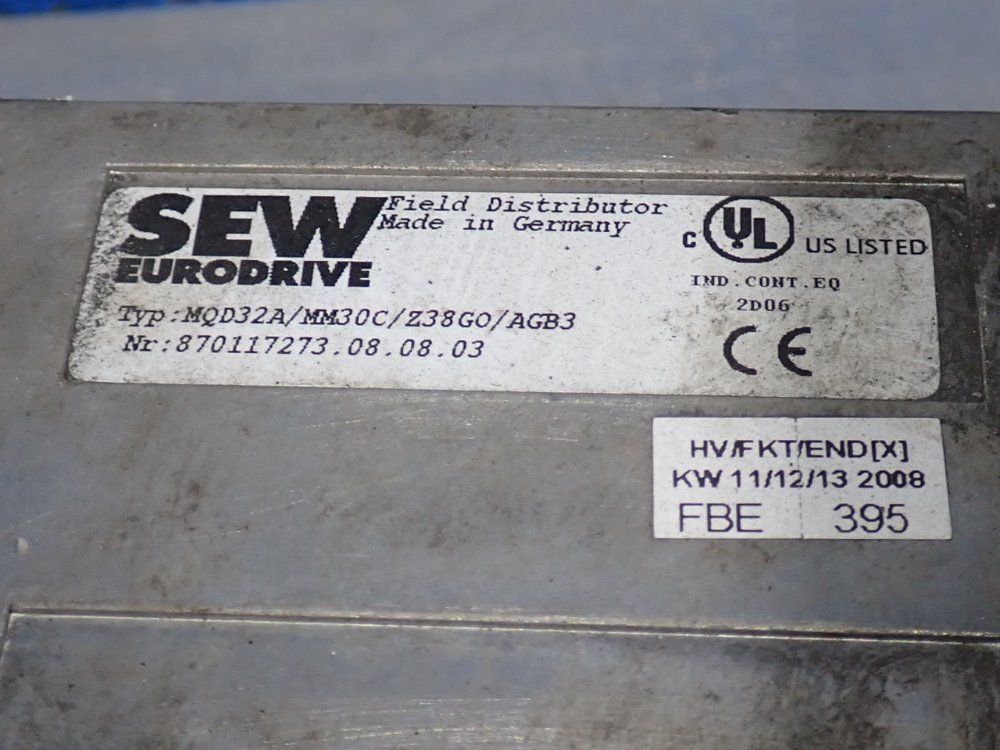 SEW
EURODRIVE
Field Distributor
Made in Germany
Typ:MQD32A/MM30C/Z38G0/AGB3
Nr:870117273.08.08.03
C UL US LISTED
IND.CONT.EQ
2D06
CE
HV/FKT/END[X]
KW 11/12/13 2008
FBE 395